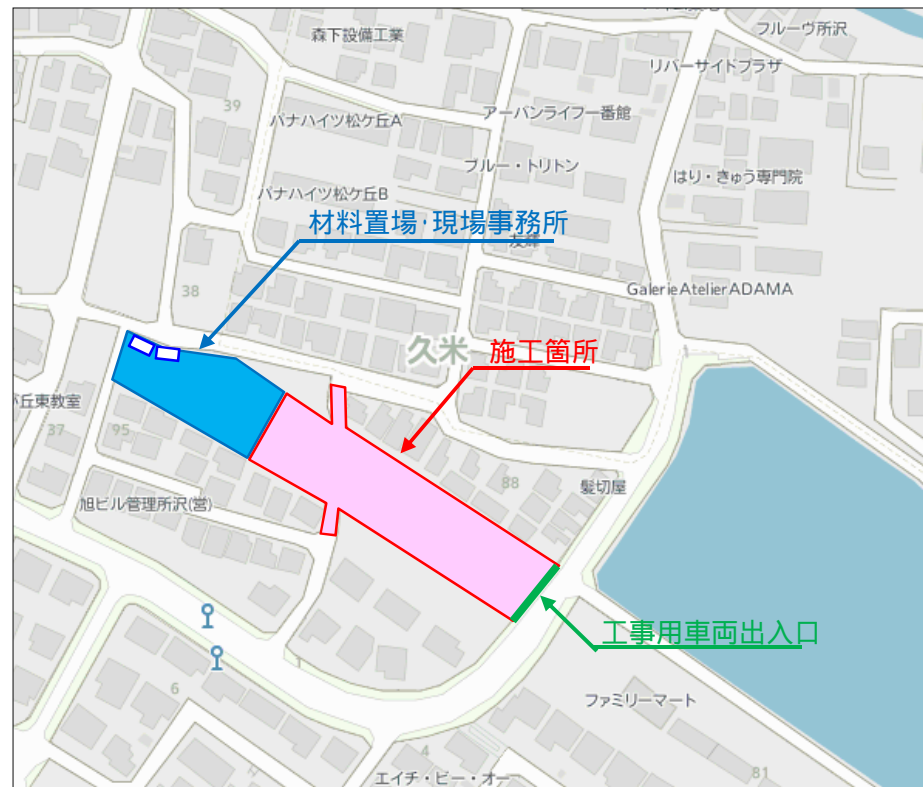 森下設備工業
フルーヴ所沢
リバーサイドプラザ
39
アーバンライフ一番館
パナハイツ松ケ丘A
ブルー・トリトン
はり・きゅう専門院
パナハイツ松ケ丘B
材料置場・現場事務所
友輝
38
GalerieAtelierADAMA
久米
施工箇所
1
丘東教室
37
95
88
髪切屋
旭ビル管理所沢(営)
工事用車両出入口
1
6
ファミリーマート
4
81
エイチ・ビー・オー